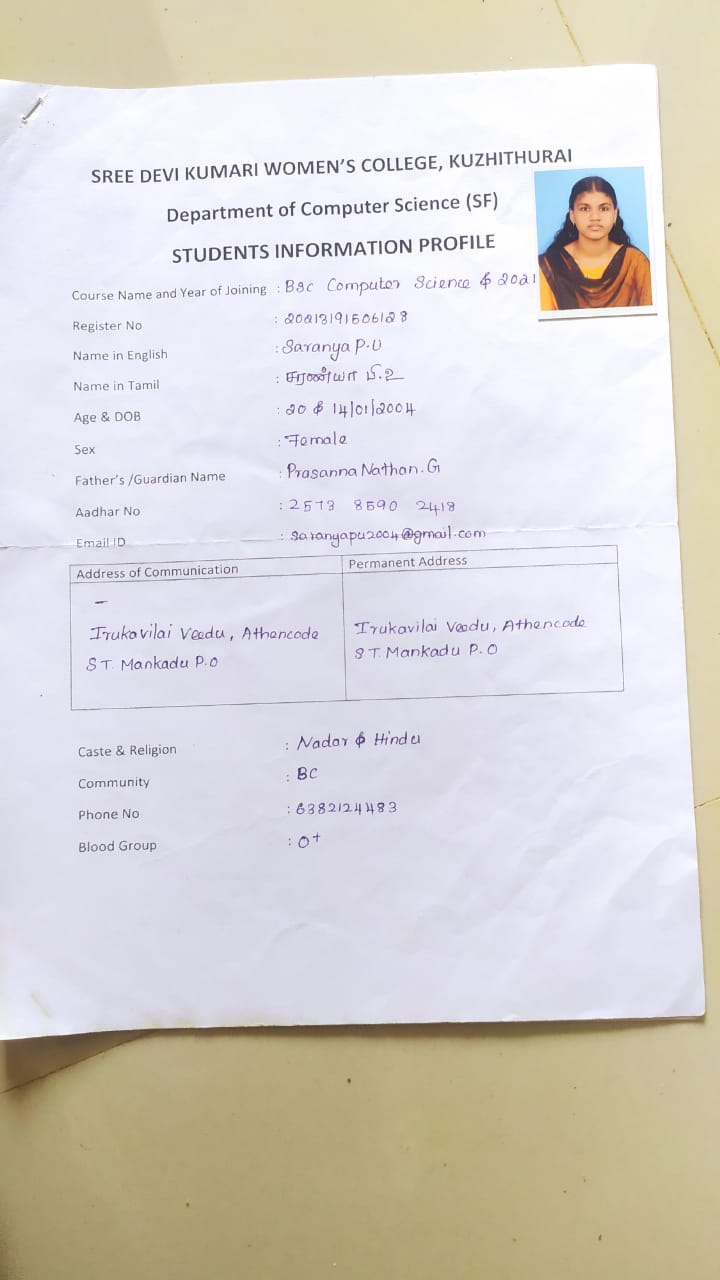 SREE DEVI KUMARI WOMEN'S COLLEGE, KUZHITHURAI
Department of Computer Science (SF)
STUDENTS INFORMATION PROFILE
Course Name and Year of Joining : BSc Computer Science & 2021
Register No : 20213191506128
Name in English : Saranya P.U
Name in Tamil : சரண்யா பி.உ
Age & DOB : 20 & 14/01/2004
Sex : Female
Father's /Guardian Name : Prasanna Nathan.G
Aadhar No : 2573 8590 2418
Email ID : saranyapu2004@gmail.com
Address of Communication Permanent Address
–
Irukavilai Veedu, Athencode Irukavilai Veedu, Athencode
ST. Mankadu P.O ST. Mankadu P.O
Caste & Religion : Nadar & Hindu
Community : BC
Phone No : 6382124483
Blood Group : O+